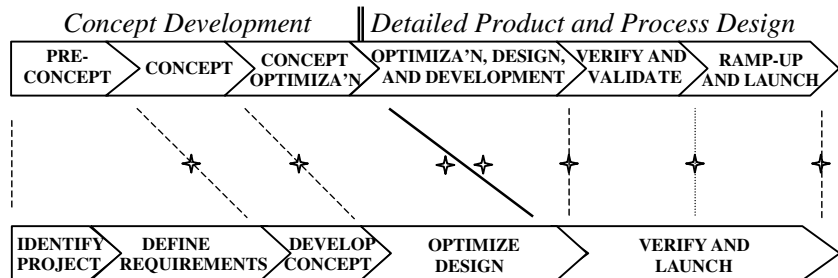 Concept Development Detailed Product and Process Design
PRE-
CONCEPT
CONCEPT
CONCEPT
OPTIMIZA'N
OPTIMIZA'N, DESIGN,
AND DEVELOPMENT
VERIFY AND
VALIDATE
RAMP-UP
AND LAUNCH
IDENTIFY
PROJECT
DEFINE
REQUIREMENTS
DEVELOP
CONCEPT
OPTIMIZE
DESIGN
VERIFY AND
LAUNCH